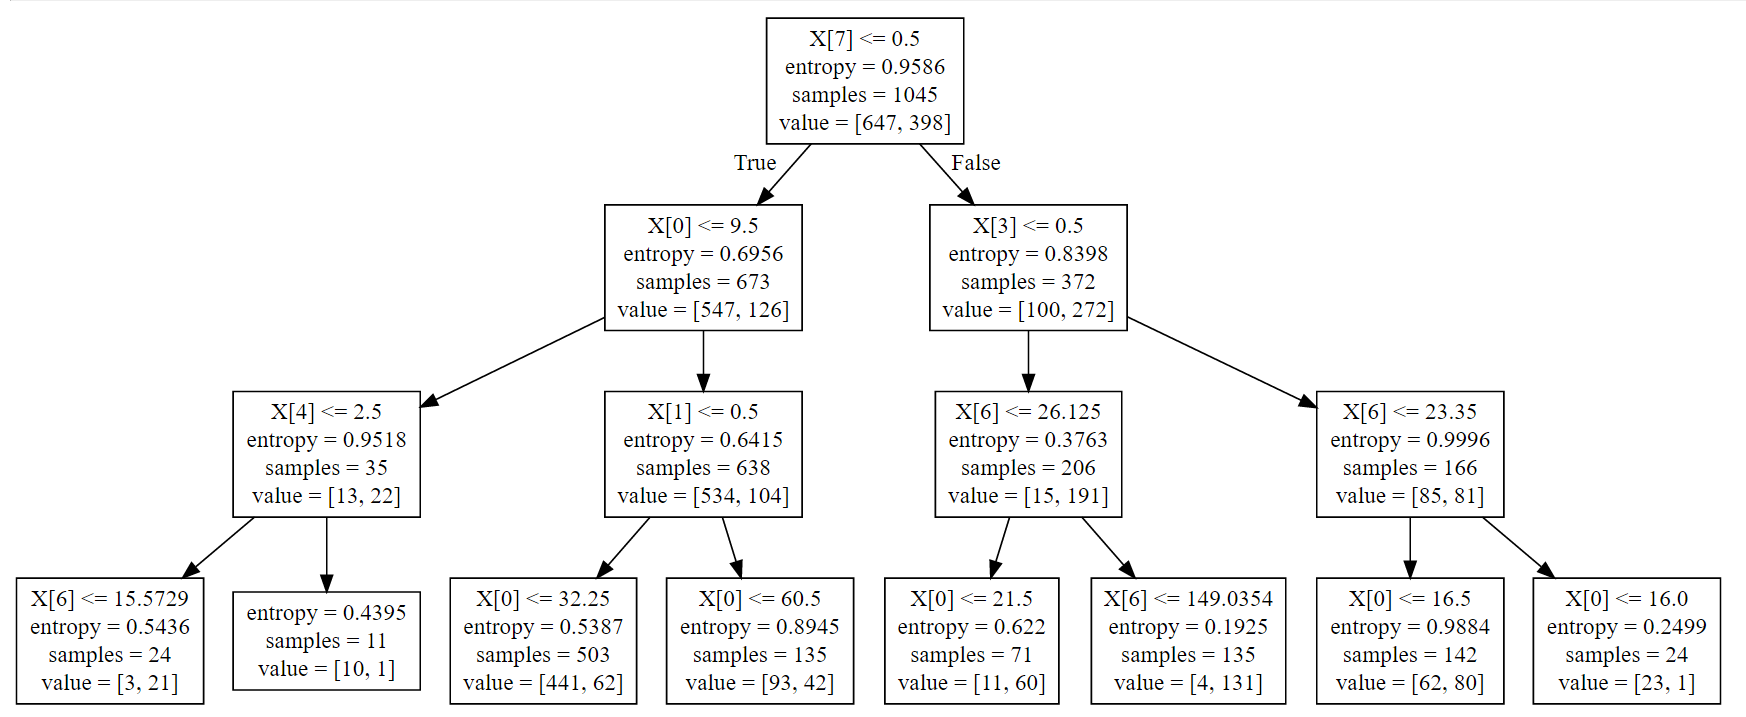 X[7] <= 0.5
entropy = 0.9586
samples = 1045
value = [647, 398]
True
False
X[0] <= 9.5
entropy = 0.6956
samples = 673
value = [547, 126]
X[3] <= 0.5
entropy = 0.8398
samples = 372
value = [100, 272]
X[4] <= 2.5
entropy = 0.9518
samples = 35
value = [13, 22]
X[1] <= 0.5
entropy = 0.6415
samples = 638
value = [534, 104]
X[6] <= 26.125
entropy = 0.3763
samples = 206
value = [15, 191]
X[6] <= 23.35
entropy = 0.9996
samples = 166
value = [85, 81]
X[6] <= 15.5729
entropy = 0.5436
samples = 24
value = [3, 21]
entropy = 0.4395
samples = 11
value = [10, 1]
X[0] <= 32.25
entropy = 0.5387
samples = 503
value = [441, 62]
X[0] <= 60.5
entropy = 0.8945
samples = 135
value = [93, 42]
X[0] <= 21.5
entropy = 0.622
samples = 71
value = [11, 60]
X[6] <= 149.0354
entropy = 0.1925
samples = 135
value = [4, 131]
X[0] <= 16.5
entropy = 0.9884
samples = 142
value = [62, 80]
X[0] <= 16.0
entropy = 0.2499
samples = 24
value = [23, 1]